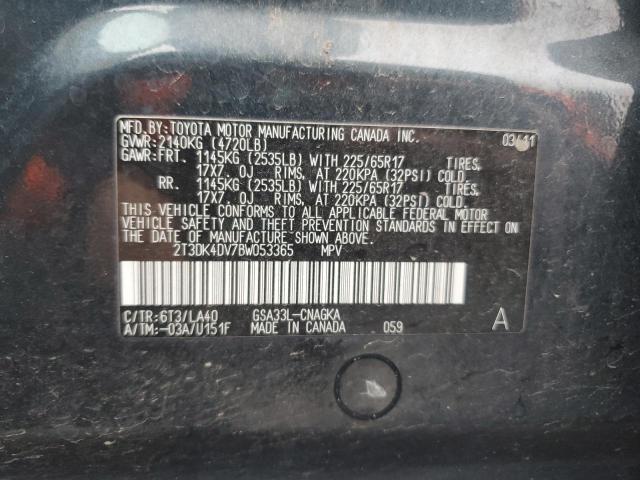 MFD.BY:TOYOTA MOTOR MANUFACTURING CANADA INC.
GVWR:2140KG (4720LB) 03/11
GAWR:FRT. 1145KG (2535LB) WITH 225/65R17 TIRES,
17X7. OJ RIMS, AT 220KPA (32PSI) COLD.
RR. 1145KG (2535LB) WITH 225/65R17 TIRES,
17X7. OJ RIMS, AT 220KPA (32PSI) COLD.
THIS VEHICLE CONFORMS TO ALL APPLICABLE FEDERAL MOTOR
VEHICLE SAFETY AND THEFT PREVENTION STANDARDS IN EFFECT ON
THE DATE OF MANUFACTURE SHOWN ABOVE.
2T3DK4DV7BW053365 MPV
C/TR:6T3/LA40 GSA33L-CNAGKA
A/TM:-03A/U151F MADE IN CANADA 059 A